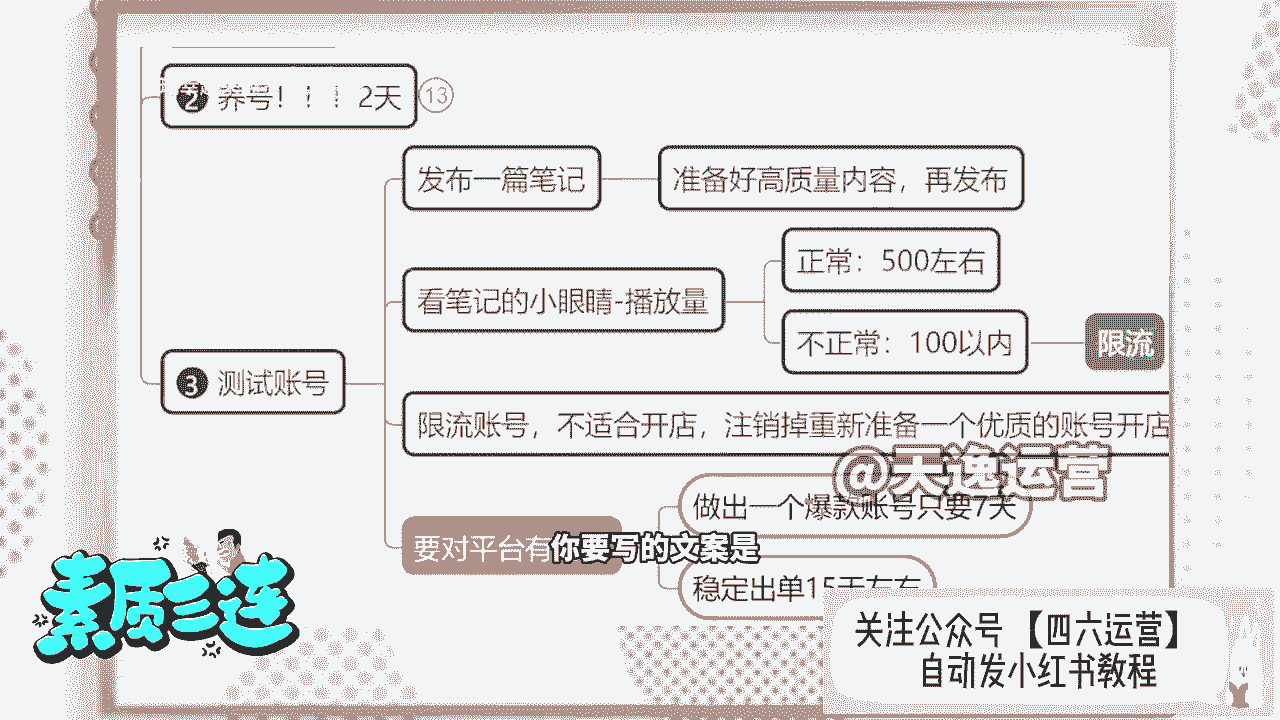 ❷ 养号！！！2天
13
发布一篇笔记
准备好高质量内容，再发布
看笔记的小眼睛-播放量
正常：500左右
不正常：100以内
限流
❸ 测试账号
限流账号，不适合开店，注销掉重新准备一个优质的账号开店
@天逸运营
做出一个爆款账号只要7天
要对平台有
你要写的文案是
稳定出单15天左右
素质三连
关注公众号【四六运营】
自动发小红书教程